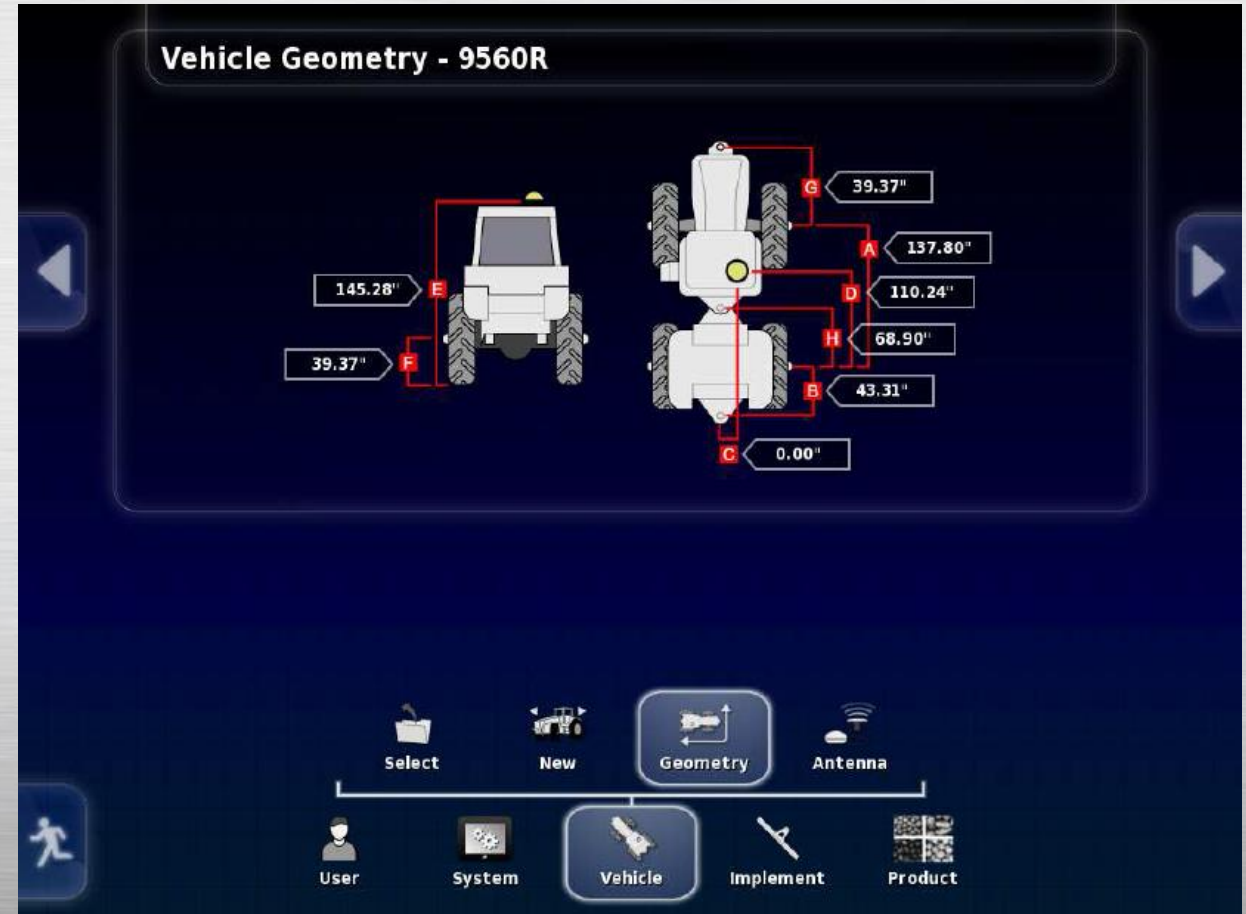 Vehicle Geometry - 9560R
G 39.37"
A 137.80"
145.28" E
D 110.24"
H 68.90"
39.37" F
B 43.31"
C 0.00"
Select New Geometry Antenna
User System Vehicle Implement Product